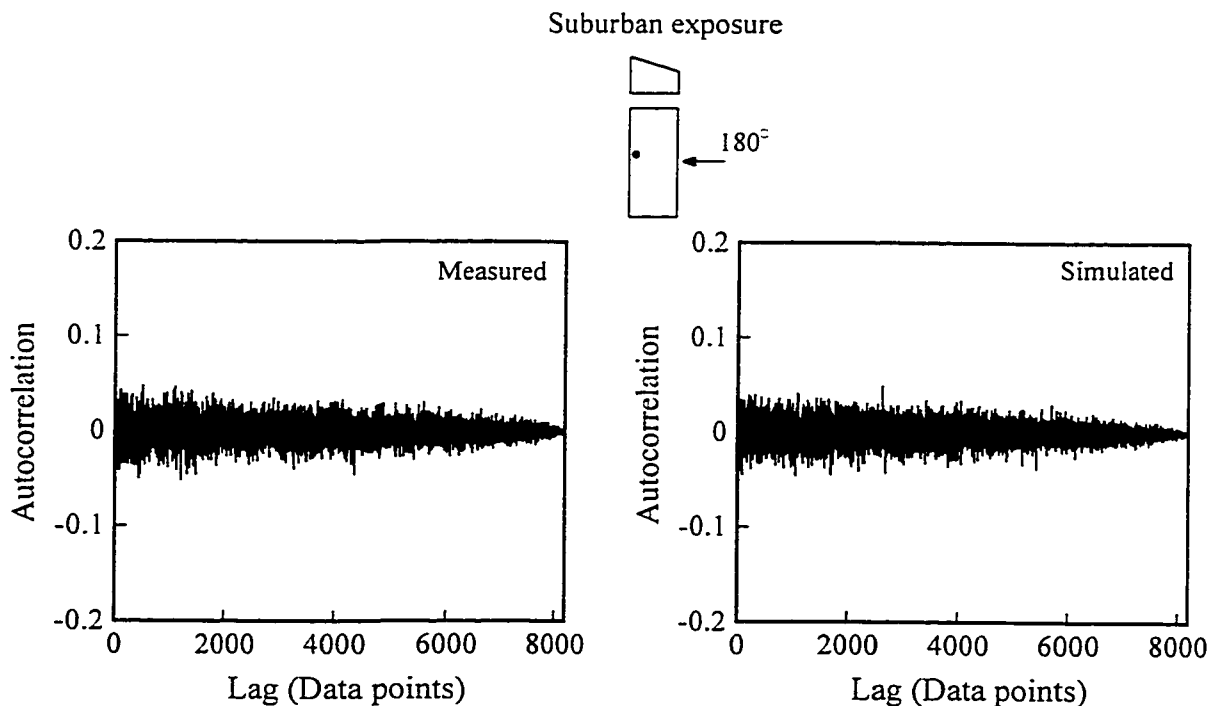 Suburban exposure
180°
Measured
0.2
0.1
0
-0.1
-0.2
Autocorrelation
0 2000 4000 6000 8000
Lag (Data points)
Simulated
0.2
0.1
0
-0.1
-0.2
Autocorrelation
0 2000 4000 6000 8000
Lag (Data points)